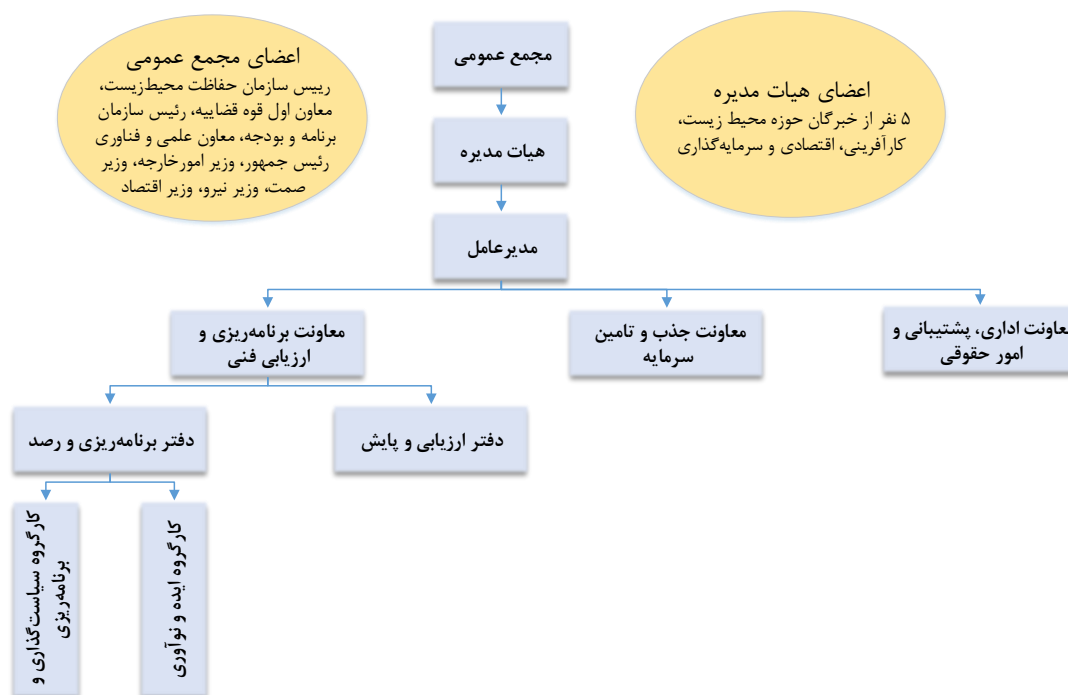 مجمع عمومی
اعضای مجمع عمومی
رییس سازمان حفاظت محیط‌زیست،
معاون اول قوه قضاییه، رئیس سازمان
برنامه و بودجه، معاون علمی و فناوری
رئیس جمهور، وزیر امورخارجه، وزیر
صمت، وزیر نیرو، وزیر اقتصاد
اعضای هیات مدیره
۵ نفر از خبرگان حوزه محیط زیست،
کارآفرینی، اقتصادی و سرمایه‌گذاری
هیات مدیره
مدیرعامل
معاونت اداری، پشتیبانی و
امور حقوقی
معاونت جذب و تامین
سرمایه
معاونت برنامه‌ریزی و
ارزیابی فنی
دفتر ارزیابی و پایش
دفتر برنامه‌ریزی و رصد
کارگروه ایده و نوآوری
کارگروه سیاست‌گذاری و
برنامه‌ریزی